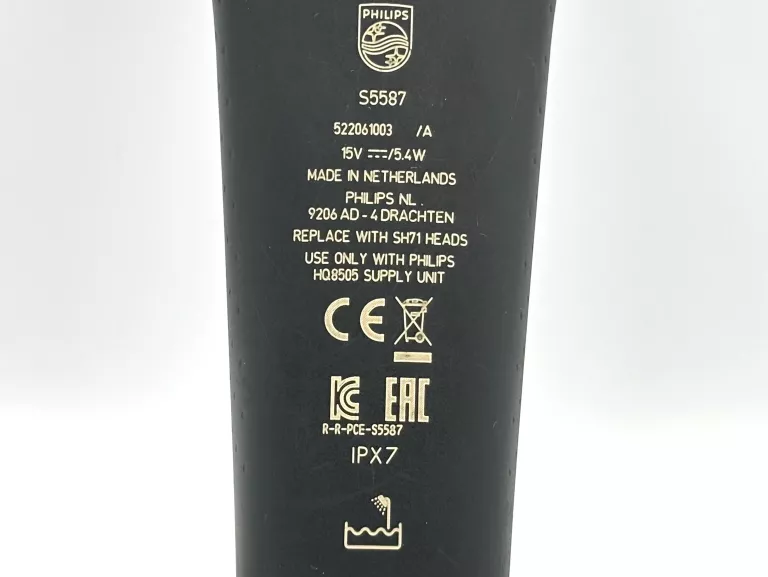 PHILIPS
S5587
522061003 /A
15V ⎓/5.4W
MADE IN NETHERLANDS
PHILIPS NL.
9206 AD - 4 DRACHTEN
REPLACE WITH SH71 HEADS
USE ONLY WITH PHILIPS
HQ8505 SUPPLY UNIT
CE
KC EAC
R-R-PCE-S5587
IPX7